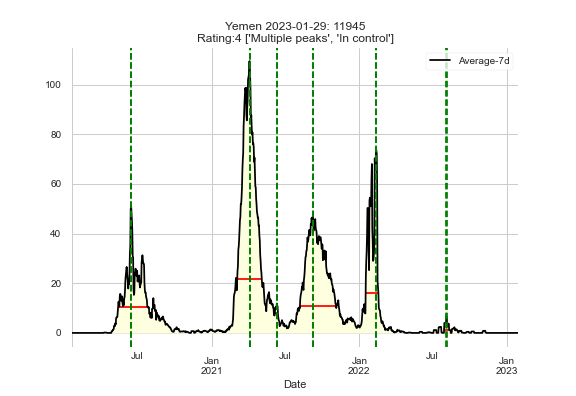 Yemen 2023-01-29: 11945
Rating:4 ['Multiple peaks', 'In control']
Average-7d
100
80
60
40
20
0
Jul
Jan
2021
Jul
Jan
2022
Jul
Jan
2023
Date